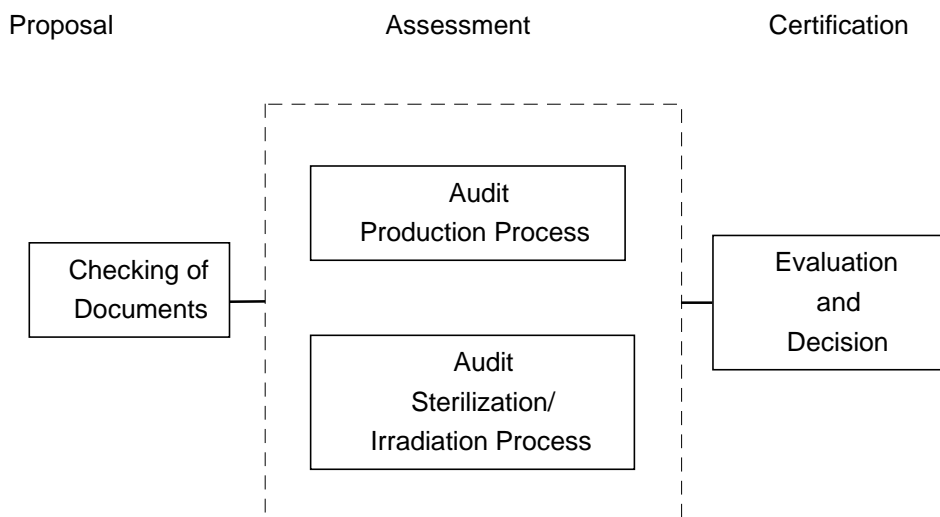 Proposal
Assessment
Certification
Audit
Production Process
Checking of
Documents
Evaluation
and
Decision
Audit
Sterilization/
Irradiation Process